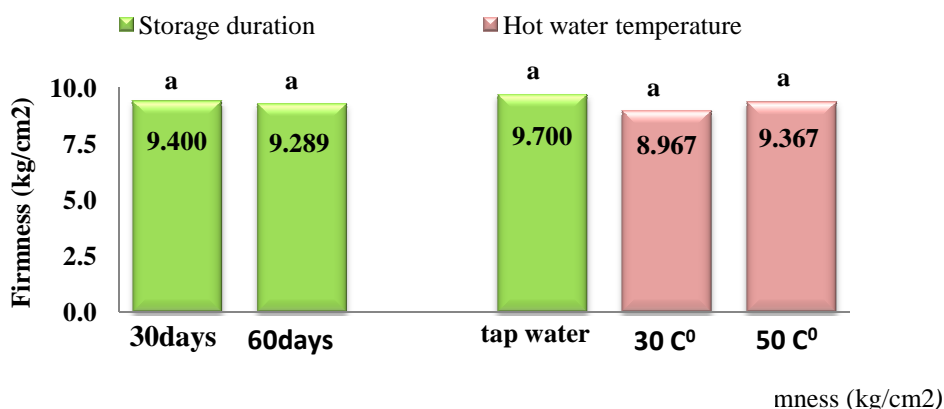 Storage duration
Hot water temperature
Firmness (kg/cm2)
10.0
7.5
5.0
2.5
0.0
a a a a a
9.400 9.289 9.700 8.967 9.367
30days 60days tap water 30 C⁰ 50 C⁰
mness (kg/cm2)